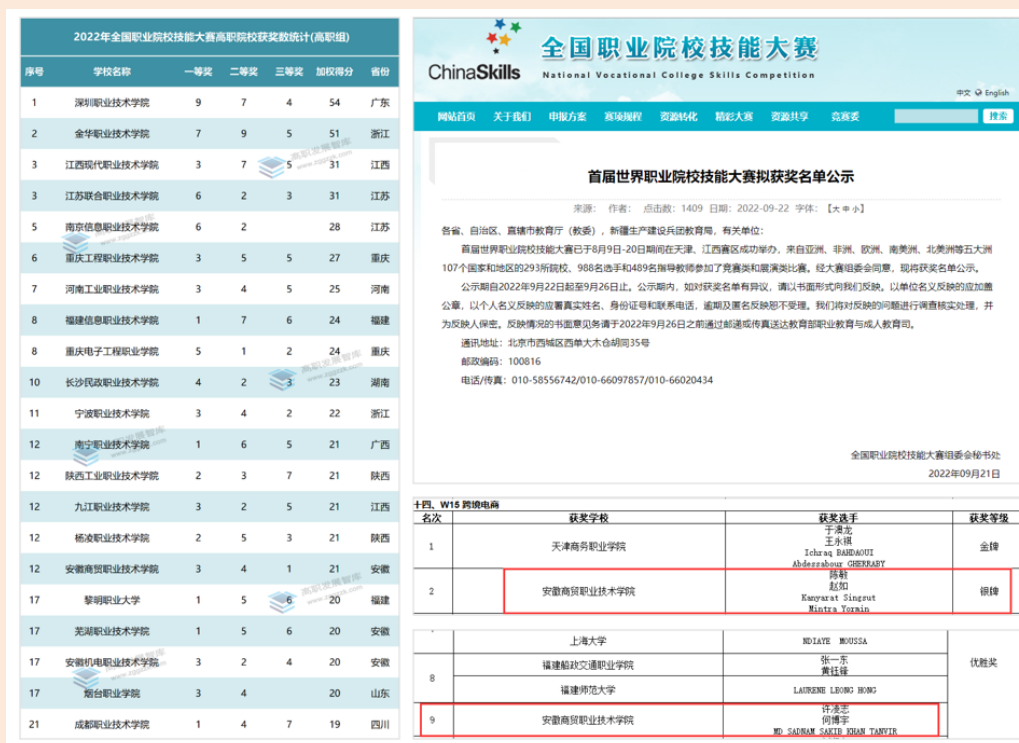 2022年全国职业院校技能大赛高职院校获奖数统计(高职组)
序号 学校名称 一等奖 二等奖 三等奖 加权得分 省份
1 深圳职业技术学院 9 7 4 54 广东
2 金华职业技术学院 7 9 5 51 浙江
3 江西现代职业技术学院 3 7 5 31 江西
3 江苏联合职业技术学院 6 2 3 31 江苏
5 南京信息职业技术学院 6 2 28 江苏
6 重庆工程职业技术学院 3 5 5 27 重庆
7 河南工业职业技术学院 3 4 5 25 河南
8 福建信息职业技术学院 1 7 6 24 福建
8 重庆电子工程职业学院 5 1 2 24 重庆
10 长沙民政职业技术学院 4 2 3 23 湖南
11 宁波职业技术学院 3 4 2 22 浙江
12 南宁职业技术学院 1 6 5 21 广西
12 陕西工业职业技术学院 2 3 7 21 陕西
12 九江职业技术学院 3 2 5 21 江西
12 杨凌职业技术学院 2 5 3 21 陕西
12 安徽商贸职业技术学院 3 4 1 21 安徽
17 黎明职业大学 1 5 6 20 福建
17 芜湖职业技术学院 1 5 6 20 安徽
17 安徽机电职业技术学院 3 2 4 20 安徽
17 烟台职业学院 3 4 20 山东
21 成都职业技术学院 1 4 7 19 四川
高职发展智库
www.zggzzk.com
ChinaSkills
全国职业院校技能大赛
National Vocational College Skills Competition
中文 English
网站首页 关于我们 申报方案 赛项规程 资源转化 精彩大赛 资源共享 竞赛委 搜索
首届世界职业院校技能大赛拟获奖名单公示
来源: 作者: 点击数: 1409 日期: 2022-09-22 字体: 【大 中 小】
各省、自治区、直辖市教育厅（教委），新疆生产建设兵团教育局，有关单位:
首届世界职业院校技能大赛已于8月9日-20日期间在天津、江西赛区成功举办，来自亚洲、非洲、欧洲、南美洲、北美洲等五大洲
107个国家和地区的293所院校、988名选手和489名指导教师参加了竞赛类和展演类比赛。经大赛组委会同意，现将获奖名单公示。
公示期自2022年9月22日起至9月26日止。公示期内，如对获奖名单有异议，请以书面形式向我们反映。以单位名义反映的应加盖
公章，以个人名义反映的应署真实姓名、身份证号和联系电话，逾期及匿名反映恕不受理。我们将对反映的问题进行调查核实处理，并
为反映人保密。反映情况的书面意见务请于2022年9月26日之前通过邮递或传真送达教育部职业教育与成人教育司。
通讯地址: 北京市西城区西单大木仓胡同35号
邮政编码: 100816
电话/传真: 010-58556742/010-66097857/010-66020434
全国职业院校技能大赛组委会秘书处
2022年09月21日
十四、W15 跨境电商
名次 获奖学校 获奖选手 获奖等级
于澳龙
王永祺
1 天津商务职业学院 Ichraq BAHDAOUI 金牌
Abdessabour GHERRABY
陈敏
赵如
2 安徽商贸职业技术学院 Kanyarat Singsut 银牌
Mintra Yormin
上海大学 NDIAYE MOUSSA
8 福建船政交通职业学院 张一东 优胜奖
黄钰锋
福建师范大学 LAURENE LEONG HONG
许凌志
9 安徽商贸职业技术学院 何博宇
MD SADNAM SAKIB KHAN TANVIR